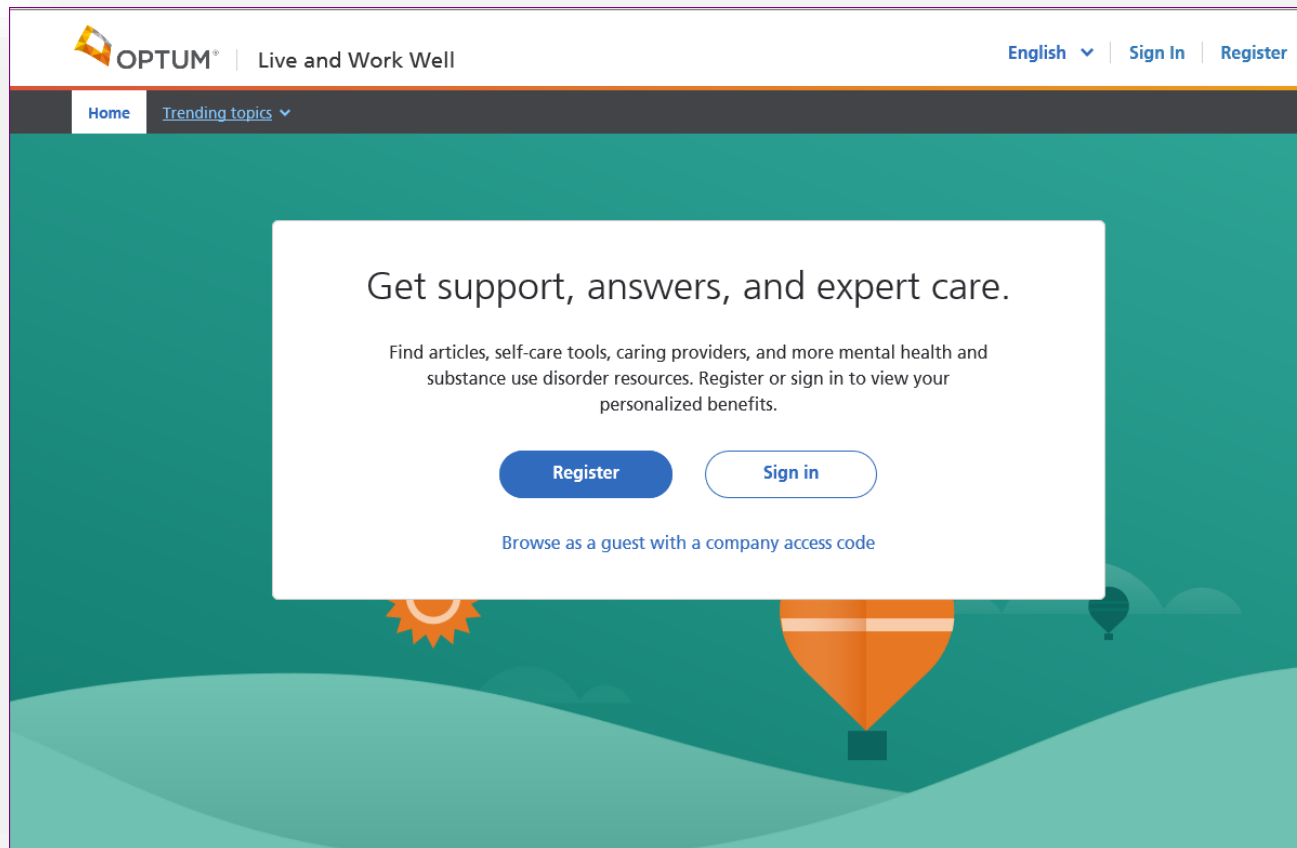 OPTUM® Live and Work Well
English Sign In Register
Home Trending topics
Get support, answers, and expert care.
Find articles, self-care tools, caring providers, and more mental health and
substance use disorder resources. Register or sign in to view your
personalized benefits.
Register Sign in
Browse as a guest with a company access code